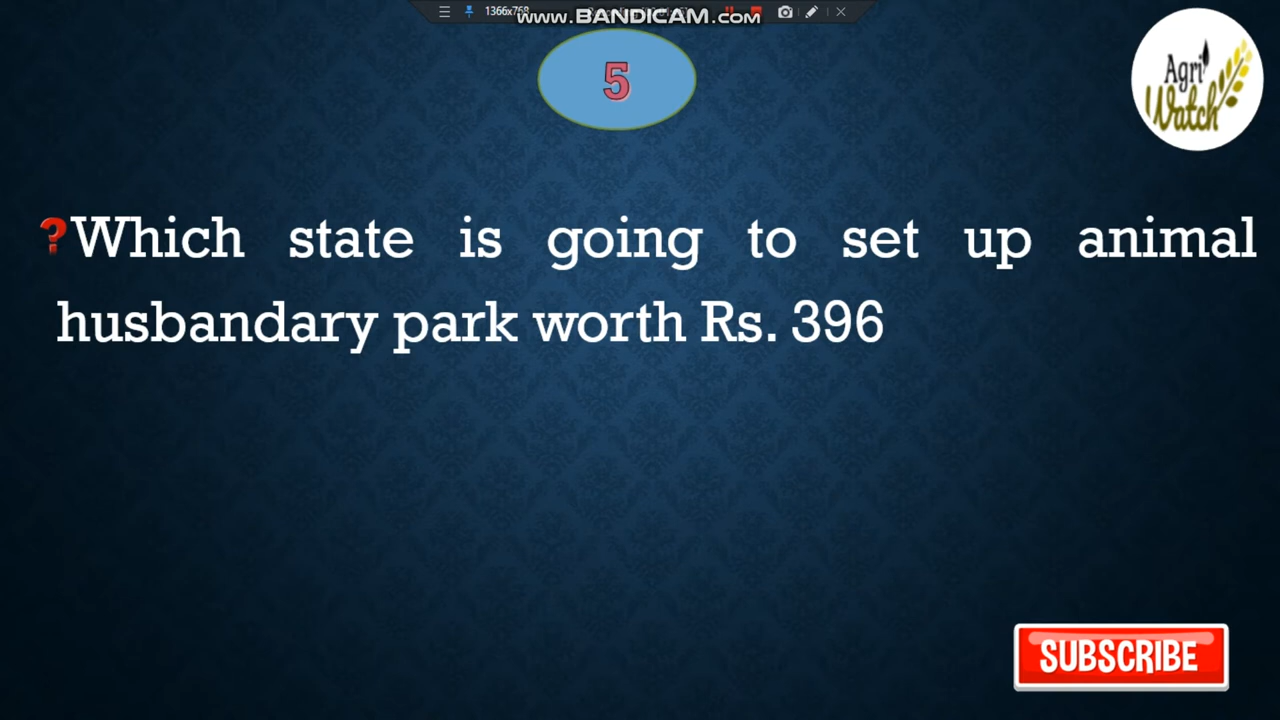 1366x768
www.BANDICAM.com
5
Agri
Watch
?Which state is going to set up animal
husbandary park worth Rs. 396
SUBSCRIBE